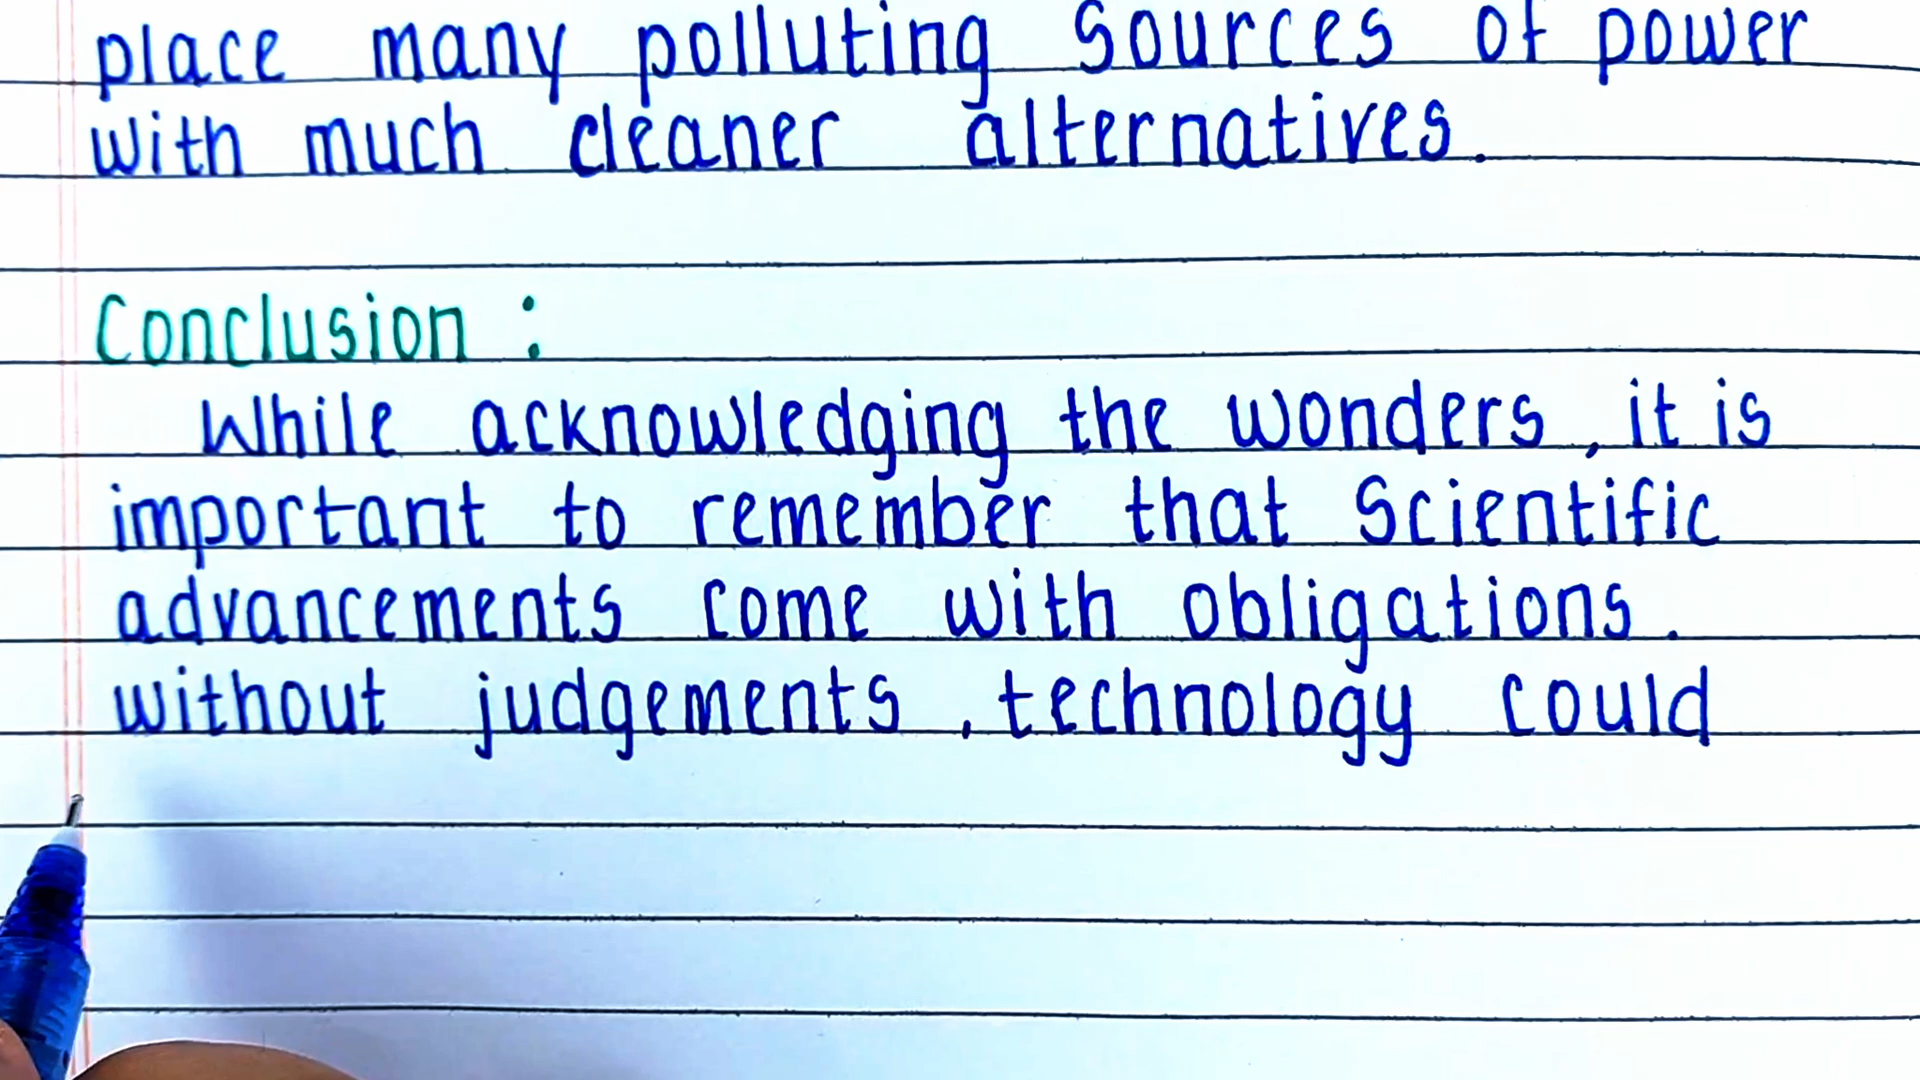 place many polluting sources of power
with much cleaner alternatives.
Conclusion :
While acknowledging the wonders, it is
important to remember that Scientific
advancements come with obligations.
without judgements, technology could